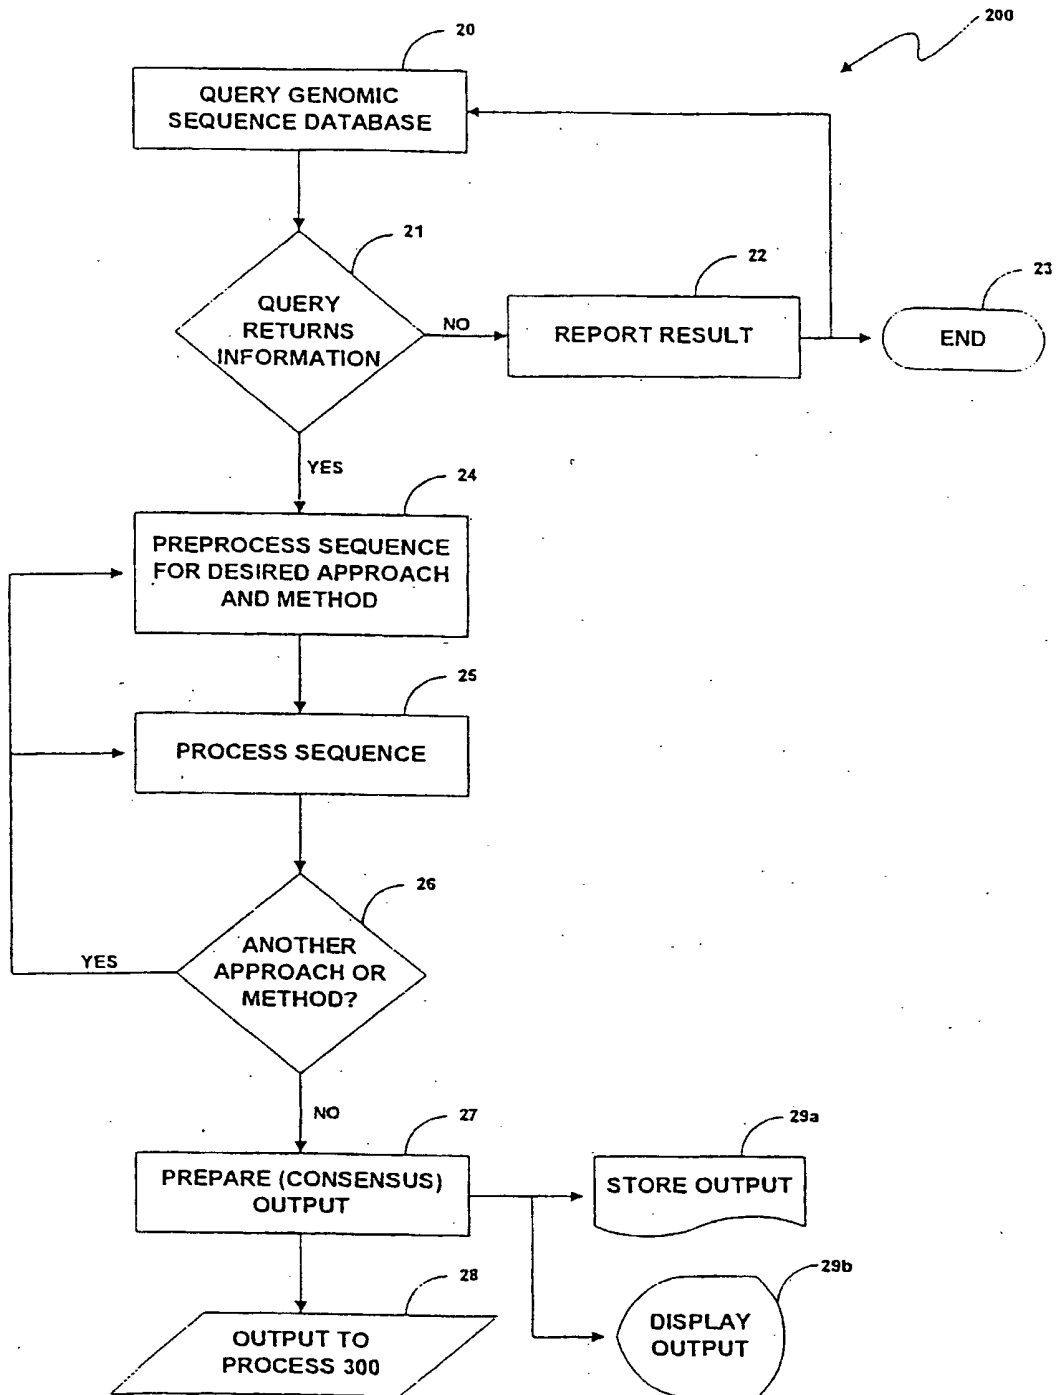 200
20
QUERY GENOMIC
SEQUENCE DATABASE
21
QUERY
RETURNS
INFORMATION
NO
22
REPORT RESULT
23
END
YES
24
PREPROCESS SEQUENCE
FOR DESIRED APPROACH
AND METHOD
25
PROCESS SEQUENCE
26
ANOTHER
APPROACH OR
METHOD?
YES
NO
27
PREPARE (CONSENSUS)
OUTPUT
29a
STORE OUTPUT
28
OUTPUT TO
PROCESS 300
29b
DISPLAY
OUTPUT